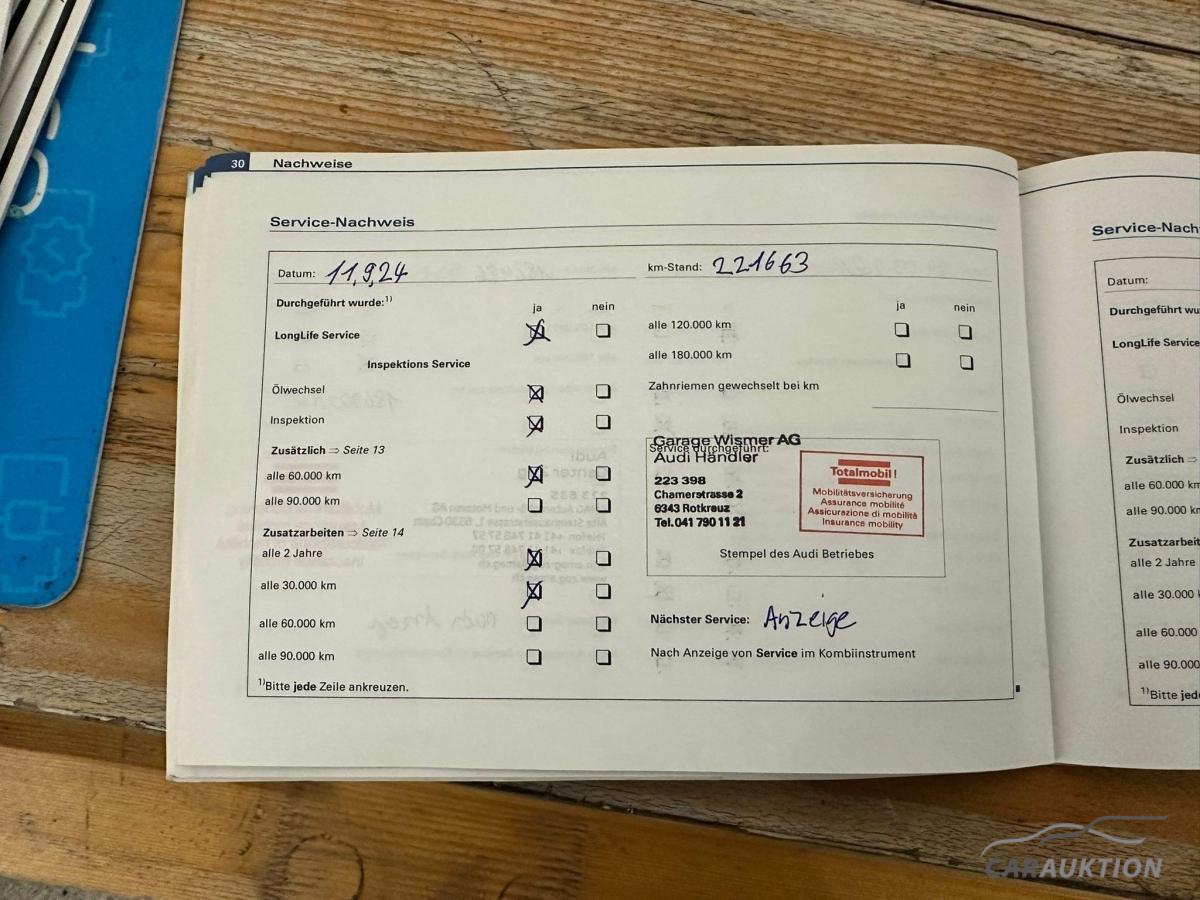 30 Nachweise
Service-Nachweis
Datum: 11,9,24
km-Stand: 221663
Durchgeführt wurde:1)
ja nein
LongLife Service
Inspektions Service
Ölwechsel
Inspektion
Zusätzlich ⇒ Seite 13
alle 60.000 km
alle 90.000 km
Zusatzarbeiten ⇒ Seite 14
alle 2 Jahre
alle 30.000 km
alle 60.000 km
alle 90.000 km
1)Bitte jede Zeile ankreuzen.
ja nein
alle 120.000 km
alle 180.000 km
Zahnriemen gewechselt bei km
Garage Wismer AG
Service durchgeführt:
Audi Händler
223 398
Chamerstrasse 2
6343 Rotkreuz
Tel. 041 790 11 21
Totalmobil!
Mobilitätsversicherung
Assurance mobilité
Assicurazione di mobilità
Insurance mobility
Stempel des Audi Betriebes
Nächster Service: Anzeige
Nach Anzeige von Service im Kombiinstrument
Service-Nach
Datum:
Durchgeführt wu
LongLife Service
Ölwechsel
Inspektion
Zusätzlich ⇒
alle 60.000 km
alle 90.000 km
Zusatzarbeit
alle 2 Jahre
alle 30.000
alle 60.000
alle 90.000
1)Bitte jede
CARAUKTION